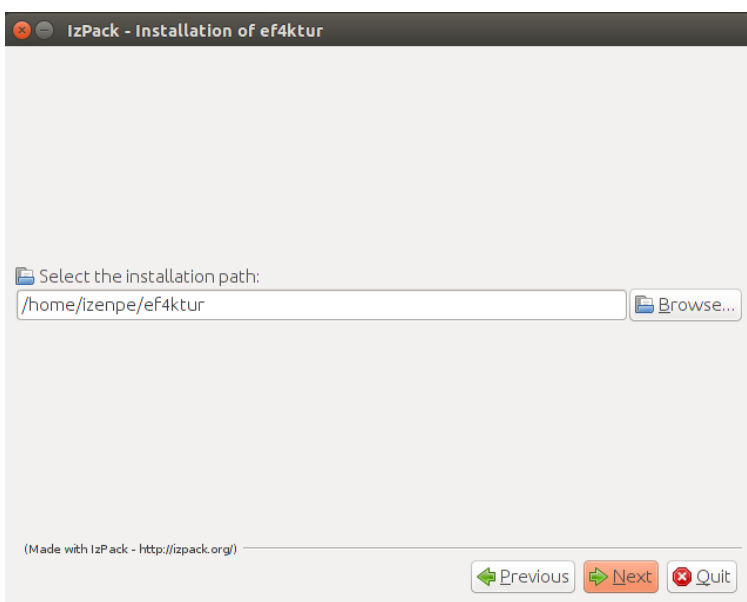 IzPack - Installation of ef4ktur
Select the installation path:
/home/izenpe/ef4ktur
Browse...
(Made with IzPack - http://izpack.org/)
Previous
Next
Quit